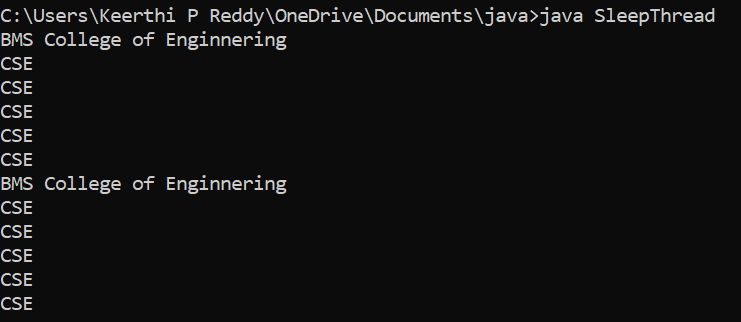 C:\Users\Keerthi P Reddy\OneDrive\Documents\java>java SleepThread
BMS College of Enginnering
CSE
CSE
CSE
CSE
CSE
BMS College of Enginnering
CSE
CSE
CSE
CSE
CSE